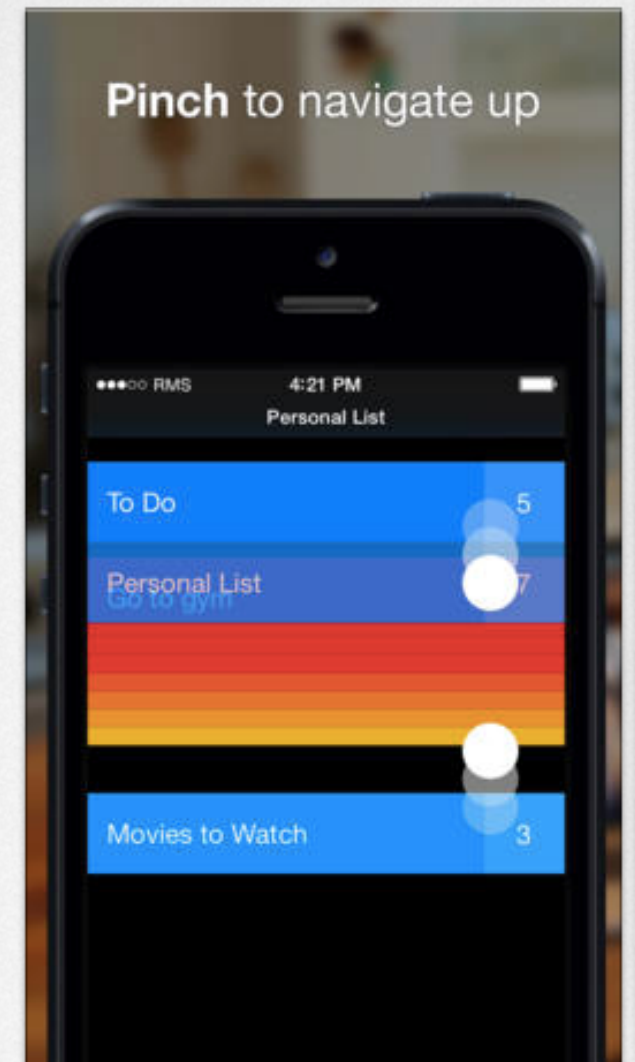 Pinch to navigate up
RMS 4:21 PM
Personal List
To Do 5
Personal List 7
Go to gym
Movies to Watch 3